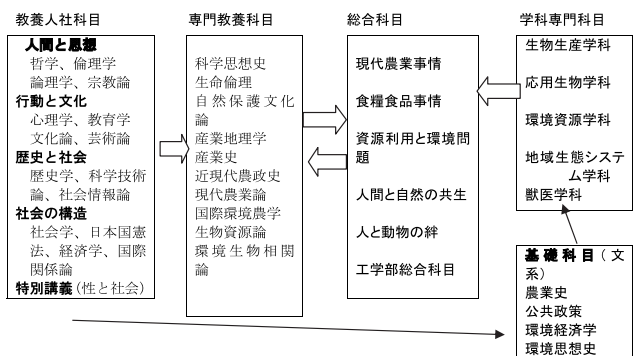 教養人社科目
人間と思想
哲学、倫理学
論理学、宗教論
行動と文化
心理学、教育学
文化論、芸術論
歴史と社会
歴史学、科学技術
論、社会情報論
社会の構造
社会学、日本国憲
法、経済学、国際
関係論
特別講義(性と社会)
専門教養科目
科学思想史
生命倫理
自然保護文化
論
産業地理学
産業史
近現代農政史
現代農業論
国際環境農学
生物資源論
環境生物相関
論
総合科目
現代農業事情
食糧食品事情
資源利用と環境問
題
人間と自然の共生
人と動物の絆
工学部総合科目
学科専門科目
生物生産学科
応用生物学科
環境資源学科
地域生態システ
ム学科
獣医学科
基礎科目(文
系)
農業史
公共政策
環境経済学
環境思想史